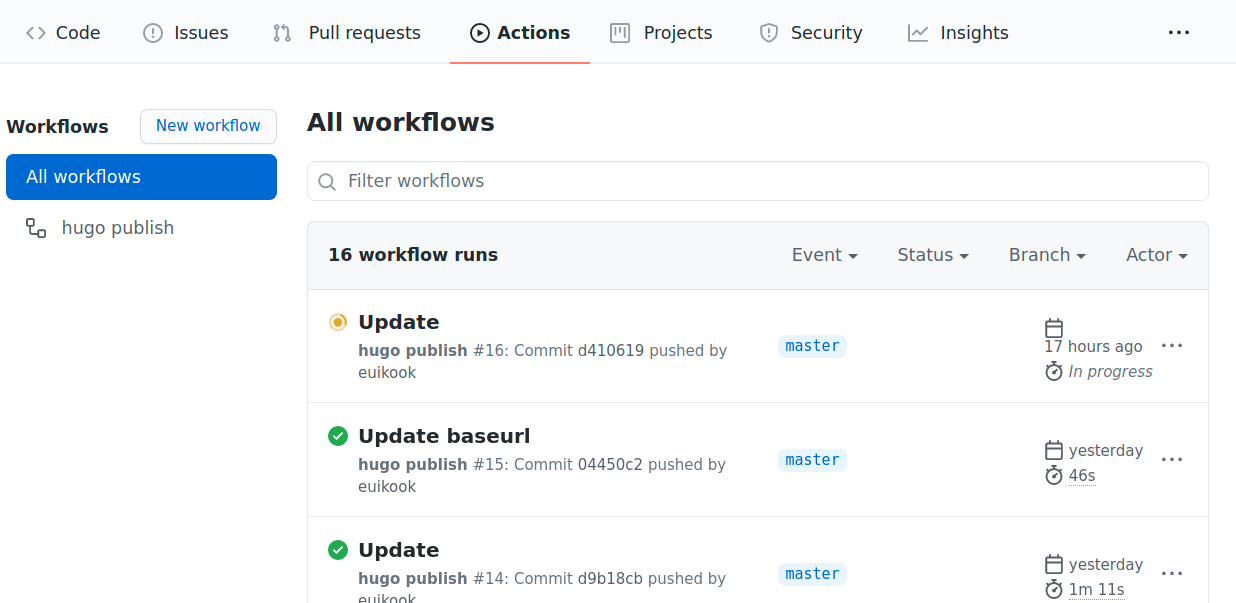 Code Issues Pull requests Actions Projects Security Insights
Workflows New workflow
All workflows
hugo publish
All workflows
Filter workflows
16 workflow runs Event Status Branch Actor
Update
hugo publish #16: Commit d410619 pushed by
euikook
master
17 hours ago
In progress
Update baseurl
hugo publish #15: Commit 04450c2 pushed by
euikook
master
yesterday
46s
Update
hugo publish #14: Commit d9b18cb pushed by
euikook
master
yesterday
1m 11s